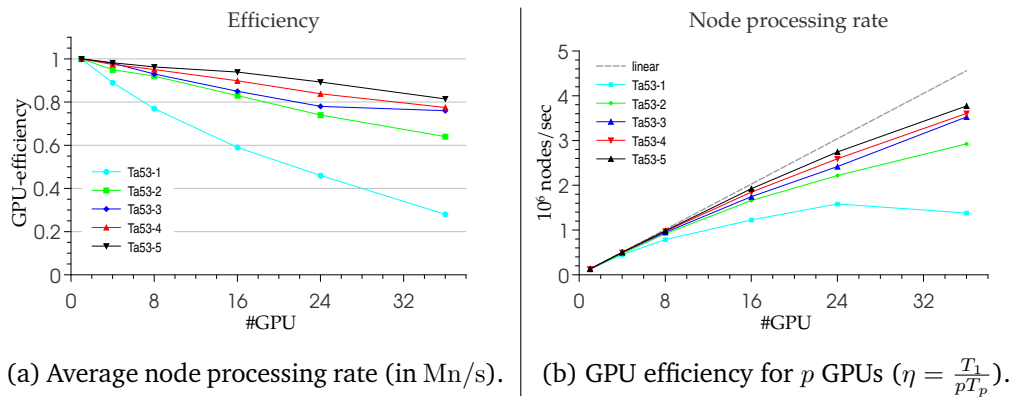 Efficiency
GPU-efficiency
1
0.8
0.6
0.4
0.2
0
Ta53-1
Ta53-2
Ta53-3
Ta53-4
Ta53-5
0 8 16 24 32
#GPU
(a) Average node processing rate (in Mn/s).
Node processing rate
10⁶ nodes/sec
5
4
3
2
1
0
linear
Ta53-1
Ta53-2
Ta53-3
Ta53-4
Ta53-5
0 8 16 24 32
#GPU
(b) GPU efficiency for p GPUs (η = T₁/pTₚ).